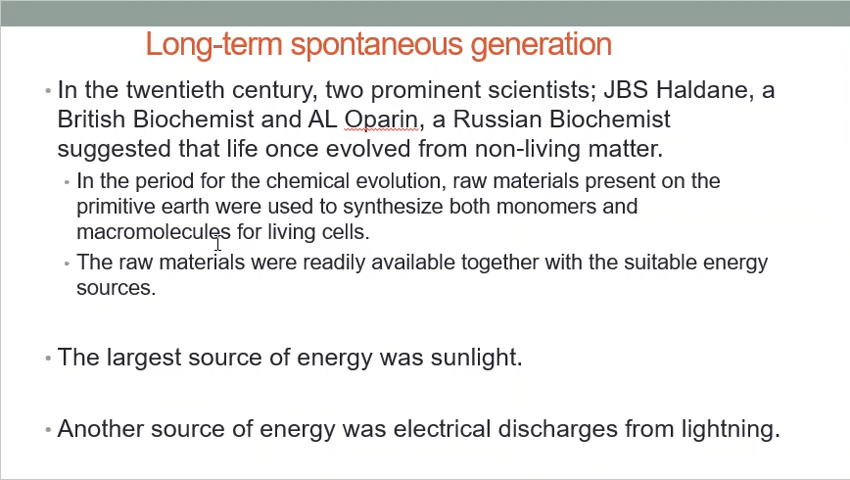 Long-term spontaneous generation
• In the twentieth century, two prominent scientists; JBS Haldane, a
British Biochemist and AL Oparin, a Russian Biochemist
suggested that life once evolved from non-living matter.
• In the period for the chemical evolution, raw materials present on the
primitive earth were used to synthesize both monomers and
macromolecules for living cells.
• The raw materials were readily available together with the suitable energy
sources.
• The largest source of energy was sunlight.
• Another source of energy was electrical discharges from lightning.